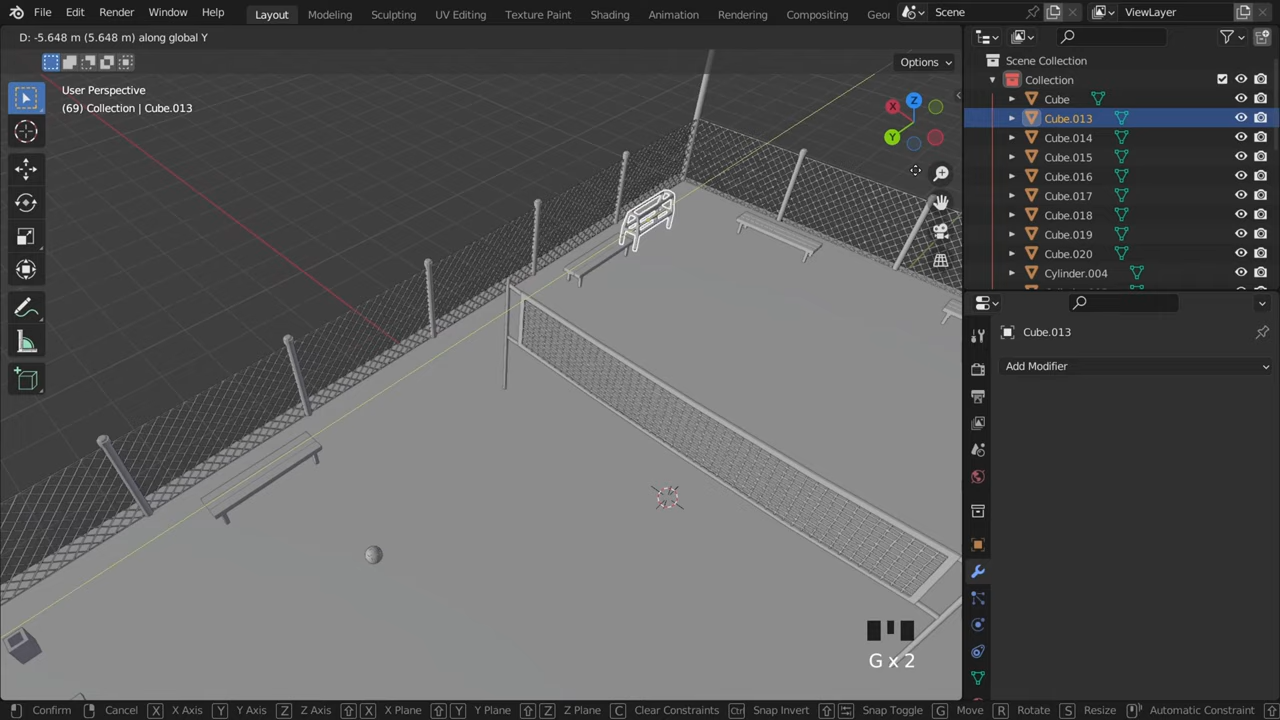 File Edit Render Window Help Layout Modeling Sculpting UV Editing Texture Paint Shading Animation Rendering Compositing Geor Scene ViewLayer
D: -5.648 m (5.648 m) along global Y
Options
User Perspective
(69) Collection | Cube.013
X Z Y
Scene Collection
Collection
Cube
Cube.013
Cube.014
Cube.015
Cube.016
Cube.017
Cube.018
Cube.019
Cube.020
Cylinder.004
Cube.013
Add Modifier
G x 2
Confirm Cancel X X Axis Y Y Axis Z Z Axis X X Plane Y Y Plane Z Z Plane C Clear Constraints Ctrl Snap Invert Snap Toggle G Move R Rotate S Resize Automatic Constraint